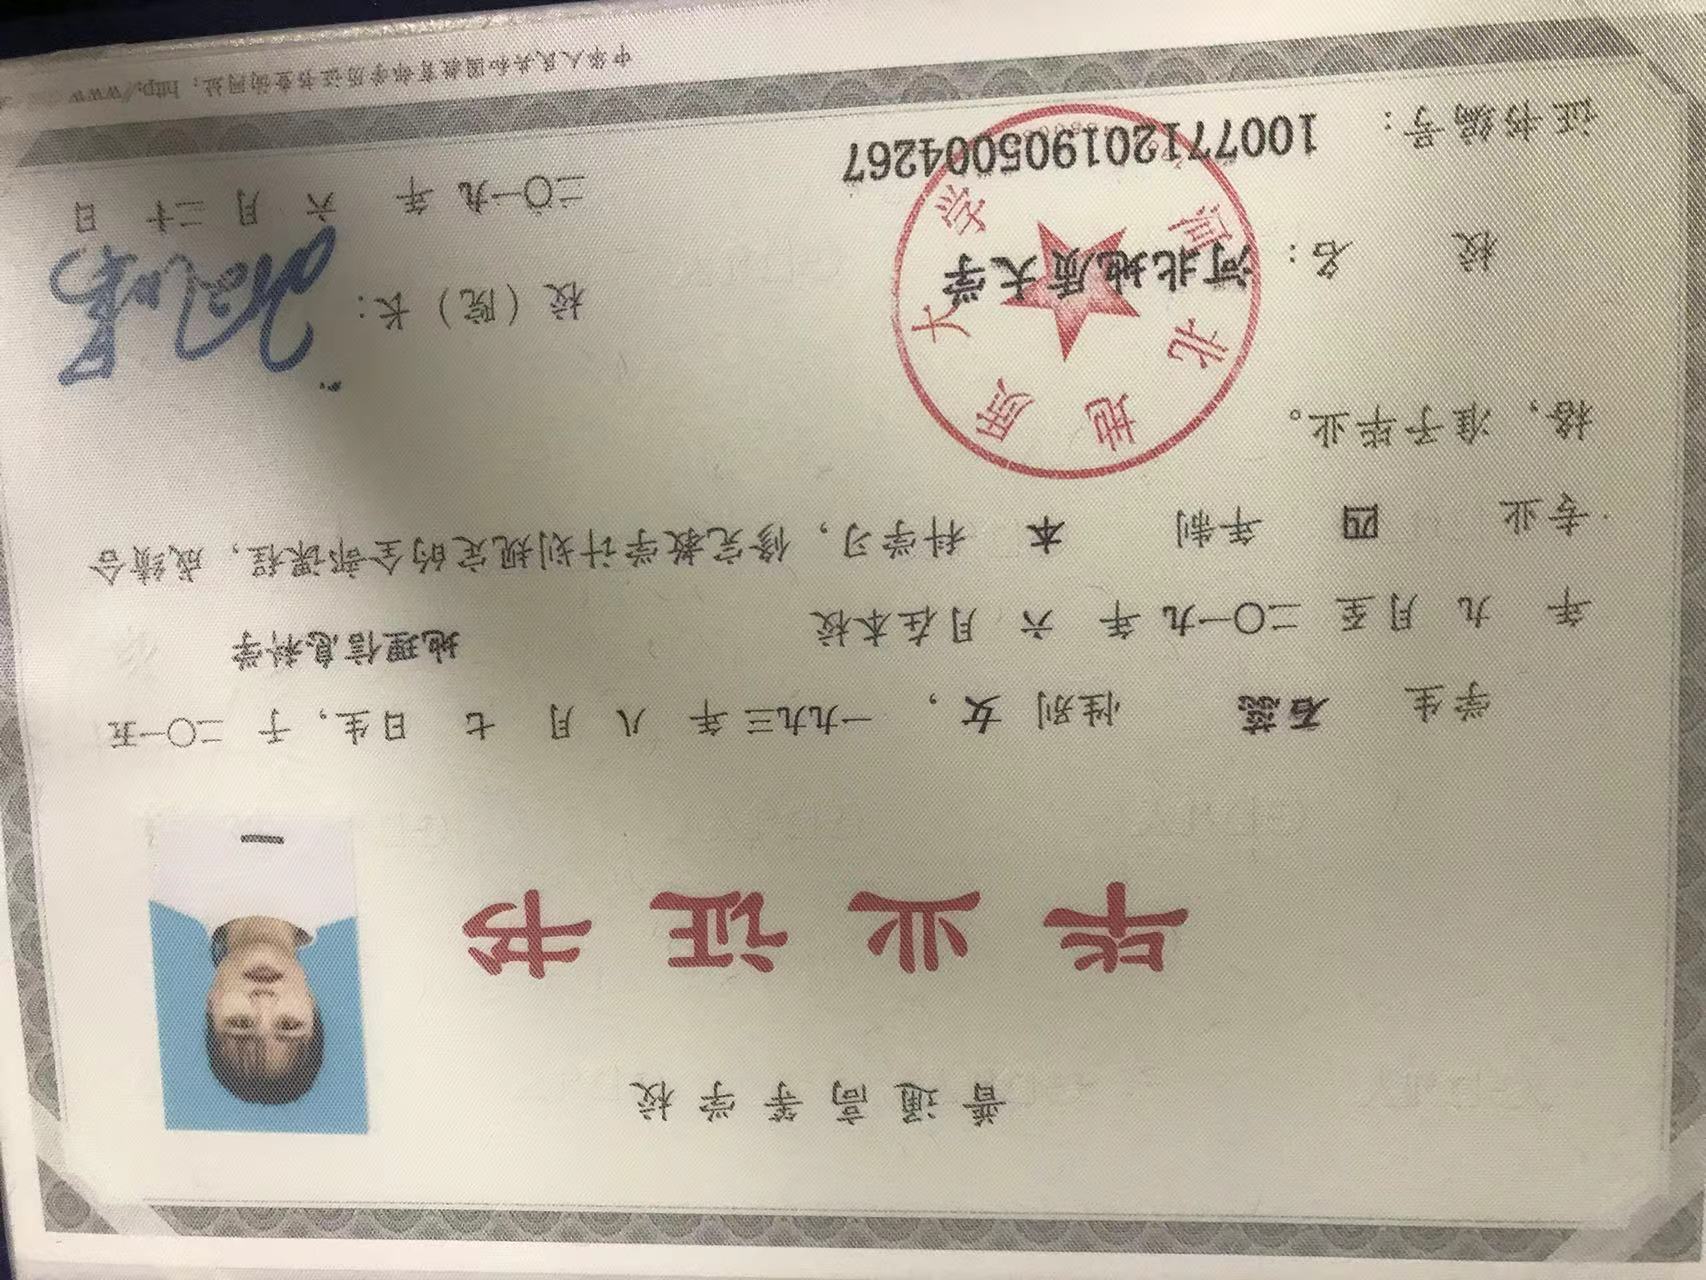 普通高等学校
毕业证书
学生 石蕊 性别 女，一九九三 年 八 月 七 日生，于 二〇一五
年 九 月至 二〇一九 年 六 月在本校 地理信息科学
专业 四 年制 本 科学习，修完教学计划规定的全部课程，成绩合
格，准予毕业。
河北地质大学
校 名：河北地质大学
校（院）长：
二〇一九 年 六 月 二十 日
证书编号： 100771201905004267
中华人民共和国教育部学历证书查询网址：http://www